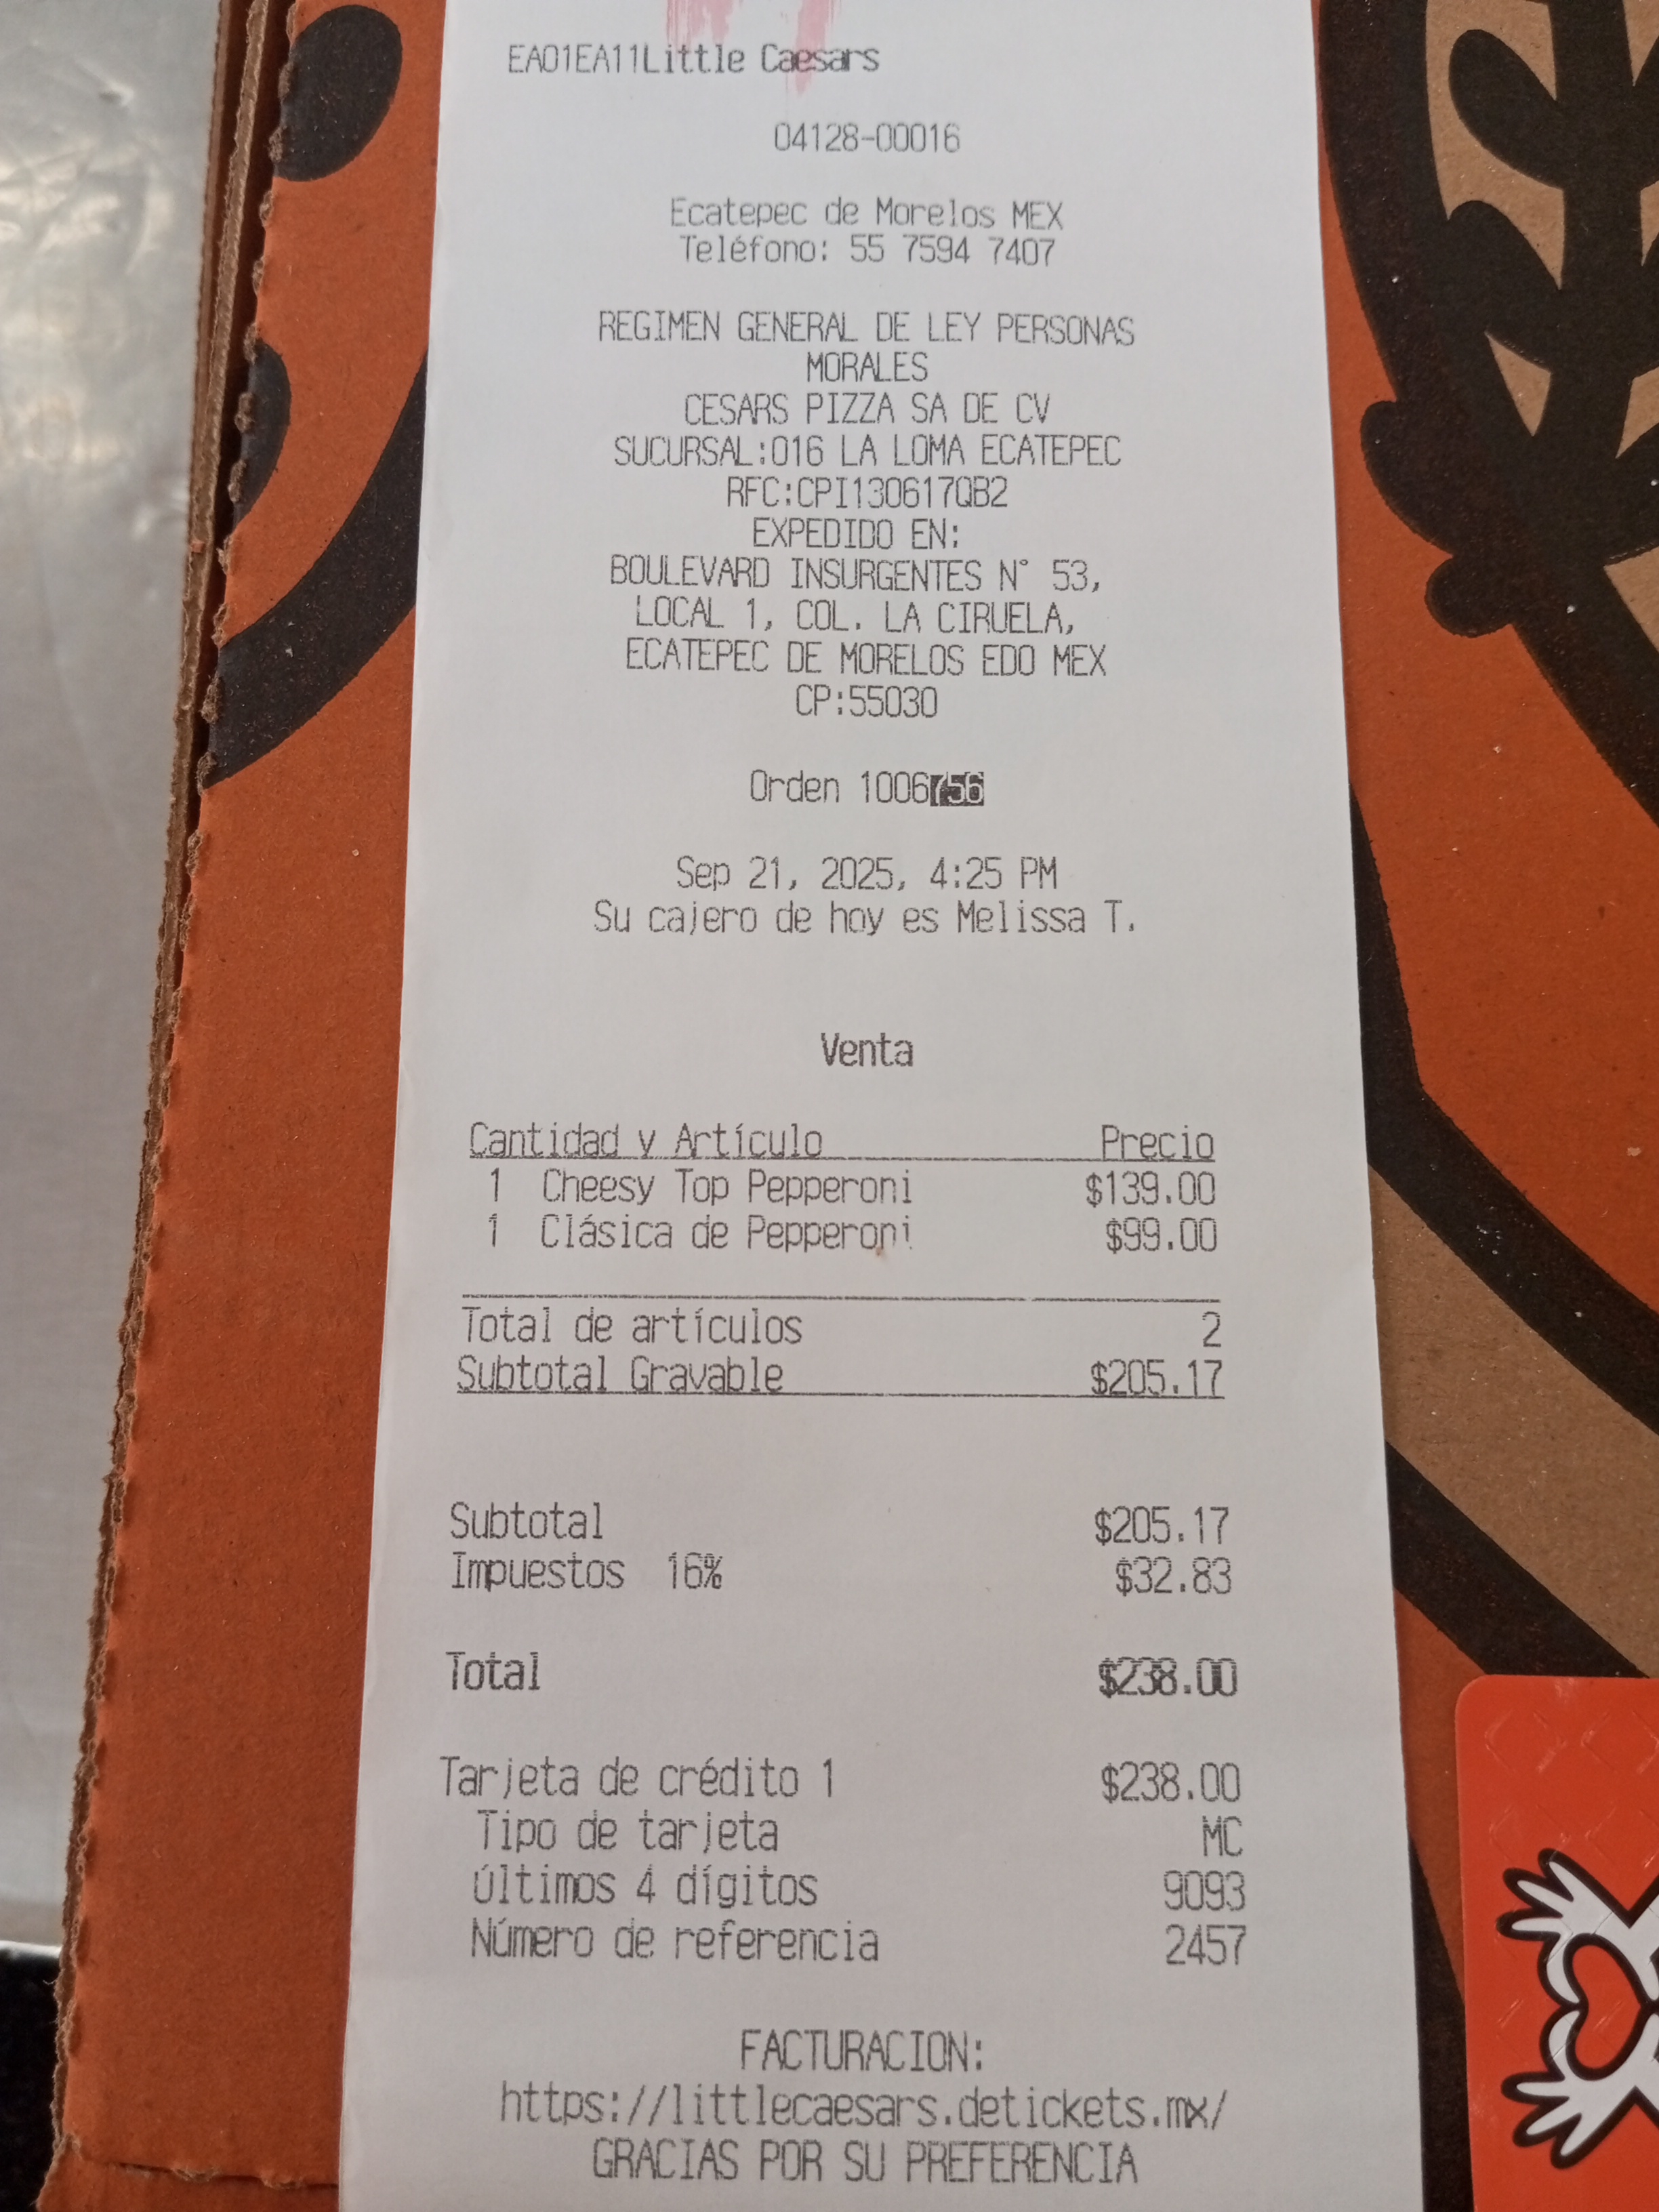 EA01EA11Little Caesars
04128-00016
Ecatepec de Morelos MEX
Teléfono: 55 7594 7407
REGIMEN GENERAL DE LEY PERSONAS
MORALES
CESARS PIZZA SA DE CV
SUCURSAL:016 LA LOMA ECATEPEC
RFC:CPI130617QB2
EXPEDIDO EN:
BOULEVARD INSURGENTES N° 53,
LOCAL 1, COL. LA CIRUELA,
ECATEPEC DE MORELOS EDO MEX
CP:55030
Orden 1006756
Sep 21, 2025, 4:25 PM
Su cajero de hoy es Melissa T.
Venta
Cantidad y Artículo Precio
1 Cheesy Top Pepperoni $139.00
1 Clásica de Pepperoni $99.00
Total de artículos 2
Subtotal Gravable $205.17
Subtotal $205.17
Impuestos 16% $32.83
Total $238.00
Tarjeta de crédito 1 $238.00
Tipo de tarjeta MC
Últimos 4 dígitos 9093
Número de referencia 2457
FACTURACION:
https://littlecaesars.detickets.mx/
GRACIAS POR SU PREFERENCIA